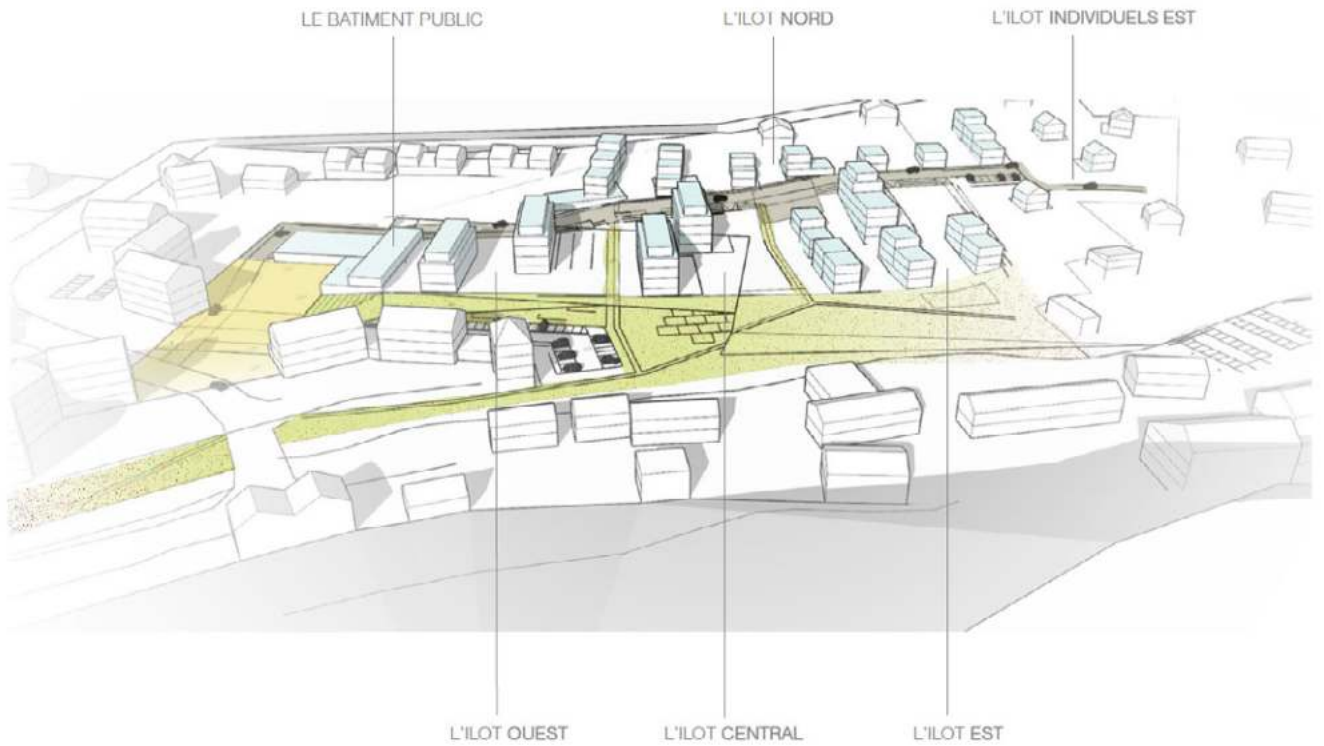 LE BATIMENT PUBLIC
L'ILOT NORD
L'ILOT INDIVIDUELS EST
L'ILOT OUEST
L'ILOT CENTRAL
L'ILOT EST